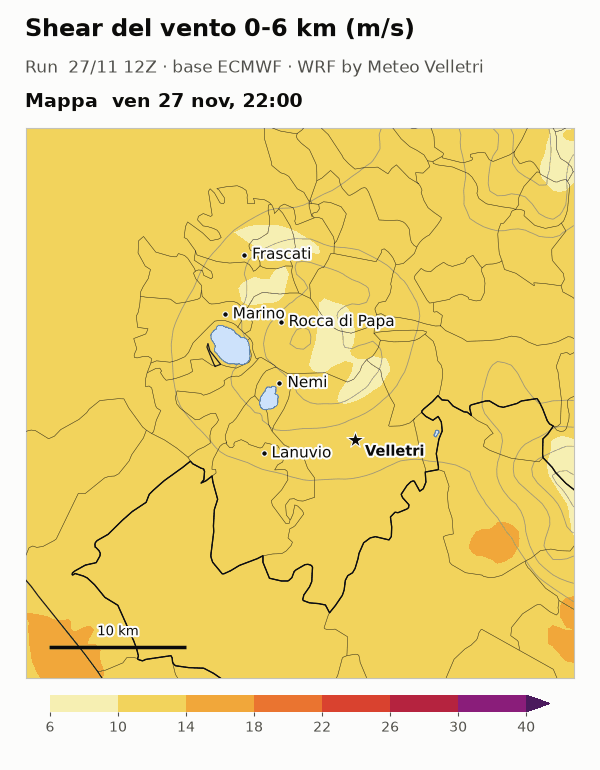 Shear del vento 0-6 km (m/s)
Run  27/11 12Z · base ECMWF · WRF by Meteo Velletri
Mappa  ven 27 nov, 22:00
Frascati
Marino
Rocca di Papa
Nemi
Velletri
Lanuvio
10 km
6 10 14 18 22 26 30 40